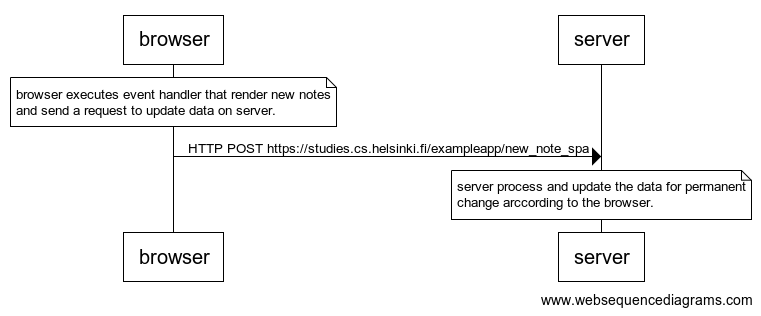 browser
server
browser executes event handler that render new notes
and send a request to update data on server.
HTTP POST https://studies.cs.helsinki.fi/exampleapp/new_note_spa
server process and update the data for permanent
change arccording to the browser.
browser
server
www.websequencediagrams.com